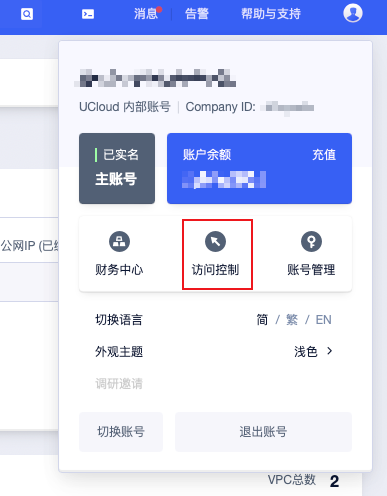 消息 告警 帮助与支持
UCloud 内部账号 | Company ID:
已实名
主账号
账户余额 充值
公网IP (已绑
财务中心 访问控制 账号管理
切换语言 简 / 繁 / EN
外观主题 浅色
调研邀请
切换账号 退出账号
VPC总数 2